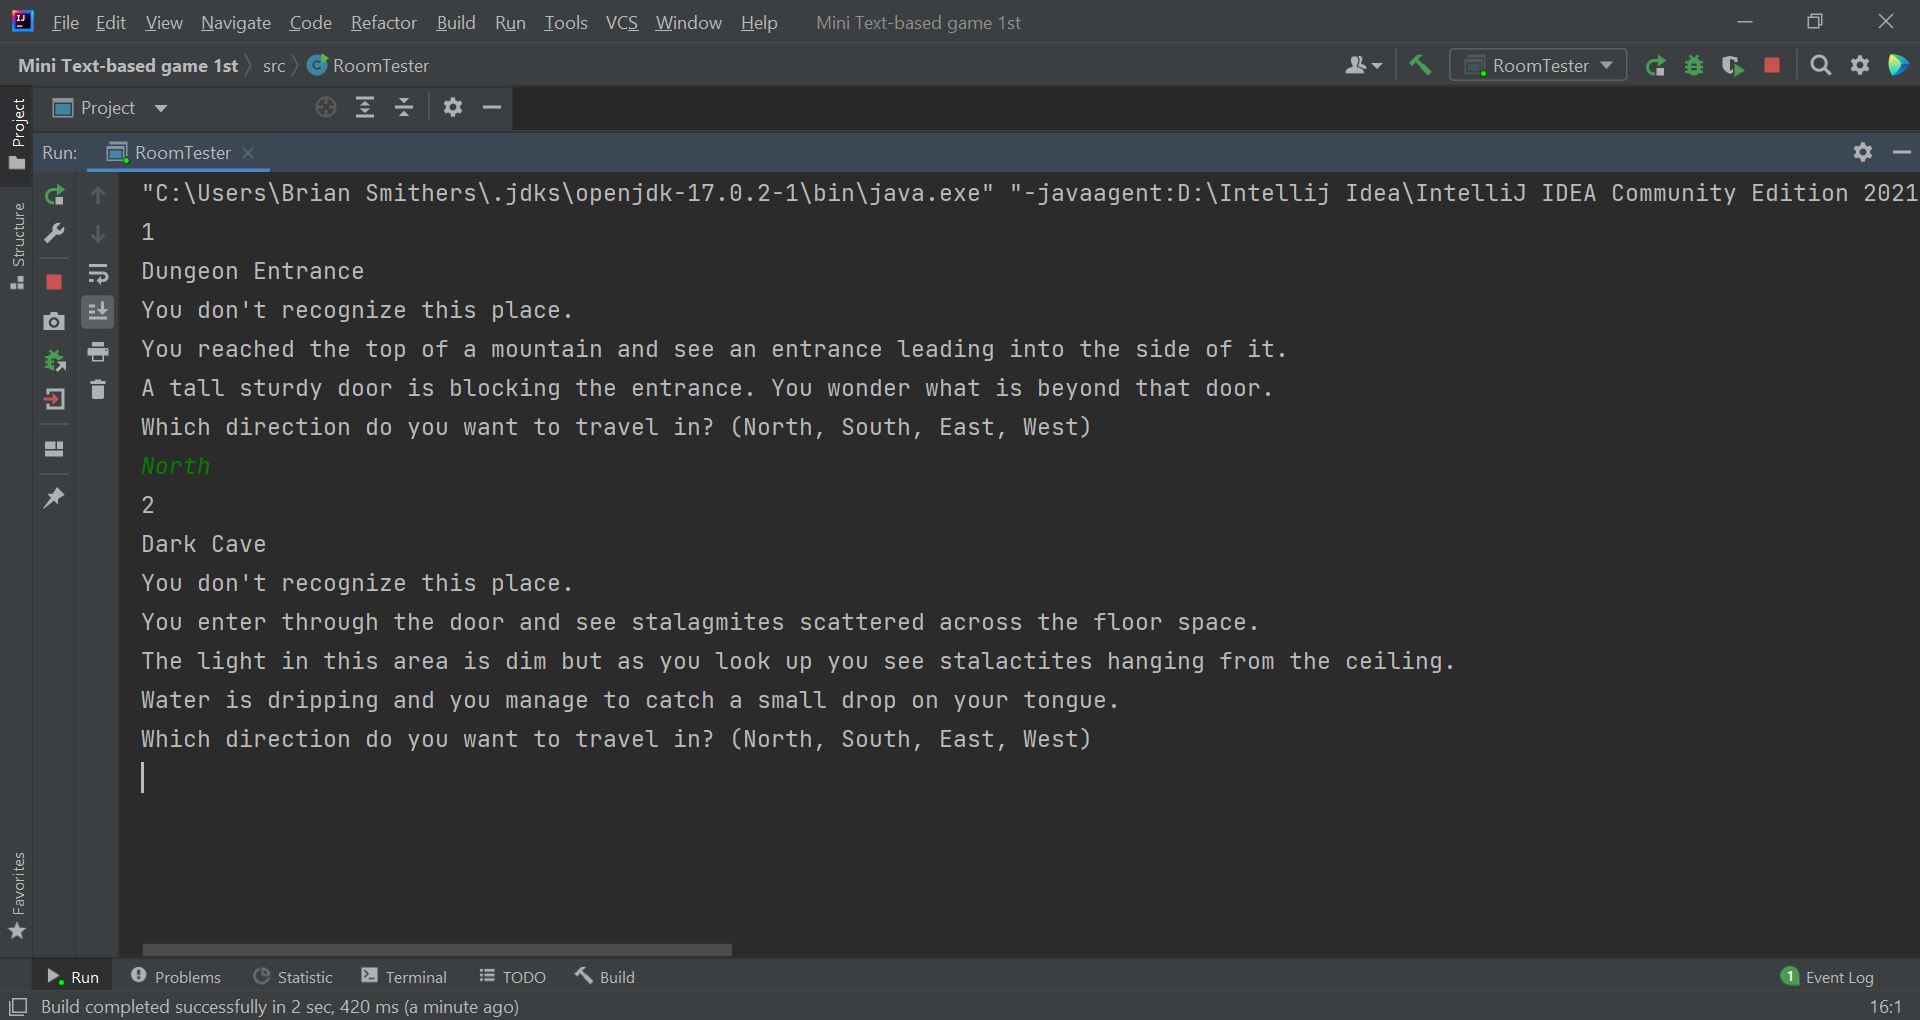 File Edit View Navigate Code Refactor Build Run Tools VCS Window Help Mini Text-based game 1st
Mini Text-based game 1st src RoomTester RoomTester
Project
Project
Run: RoomTester
Structure
"C:\Users\Brian Smithers\.jdks\openjdk-17.0.2-1\bin\java.exe" "-javaagent:D:\Intellij Idea\IntelliJ IDEA Community Edition 2021
1
Dungeon Entrance
You don't recognize this place.
You reached the top of a mountain and see an entrance leading into the side of it.
A tall sturdy door is blocking the entrance. You wonder what is beyond that door.
Which direction do you want to travel in? (North, South, East, West)
North
2
Dark Cave
You don't recognize this place.
You enter through the door and see stalagmites scattered across the floor space.
The light in this area is dim but as you look up you see stalactites hanging from the ceiling.
Water is dripping and you manage to catch a small drop on your tongue.
Which direction do you want to travel in? (North, South, East, West)
Favorites
Run Problems Statistic Terminal TODO Build 1 Event Log
Build completed successfully in 2 sec, 420 ms (a minute ago) 16:1